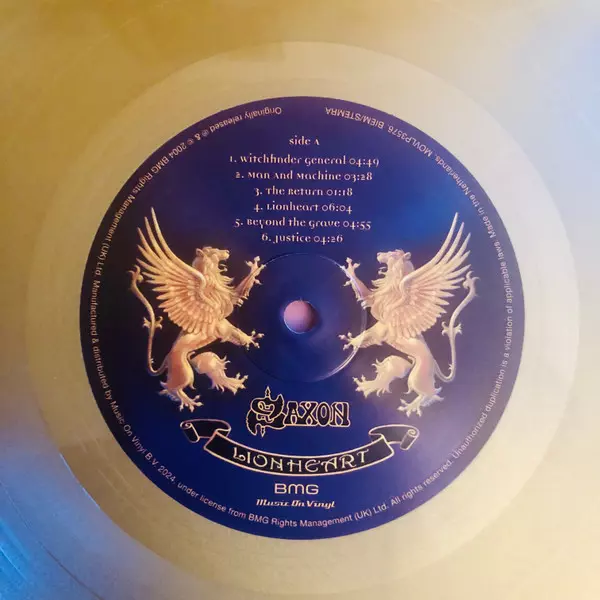 side A
1. Witchfinder General 04:49
2. Man And Machine 03:28
3. The Return 01:18
4. Lionheart 06:04
5. Beyond the Grave 04:55
6. Justice 04:26
SAXON
LIONHEART
BMG
Music On Vinyl
Originally released ℗ & © 2004 BMG Rights Management (UK) Ltd. Manufactured & distributed by Music On Vinyl B.V. 2024, under license from BMG Rights Management (UK) Ltd. All rights reserved. Unauthorized duplication is a violation of applicable laws. Made in the Netherlands. MOVLP3576. BIEM/STEMRA